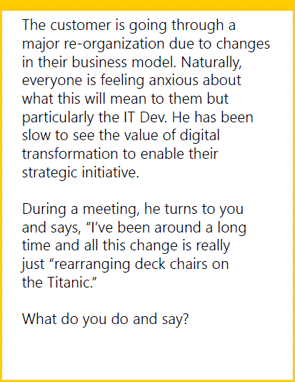 The customer is going through a
major re-organization due to changes
in their business model. Naturally,
everyone is feeling anxious about
what this will mean to them but
particularly the IT Dev. He has been
slow to see the value of digital
transformation to enable their
strategic initiative.
During a meeting, he turns to you
and says, “I’ve been around a long
time and all this change is really
just “rearranging deck chairs on
the Titanic.”
What do you do and say?